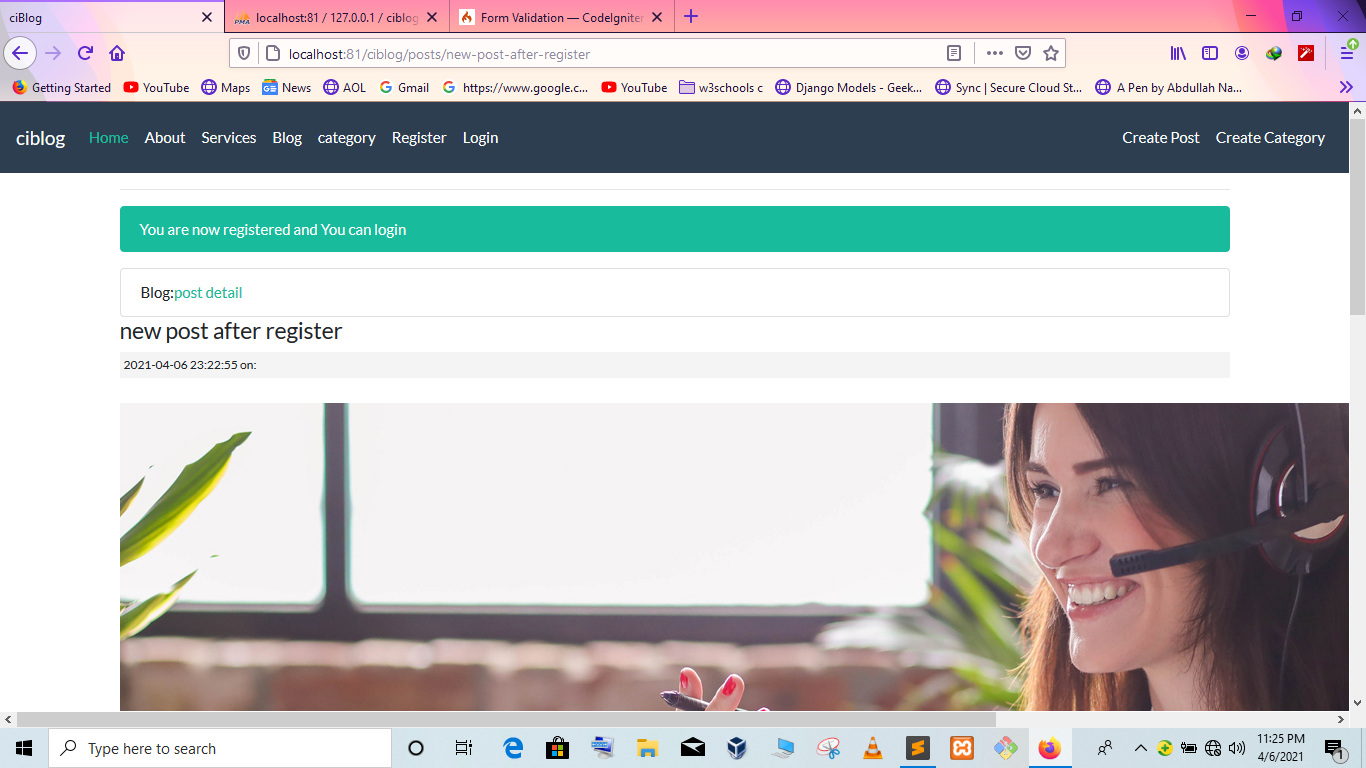 ciBlog
localhost:81 / 127.0.0.1 / ciblog
Form Validation — CodeIgniter
localhost:81/ciblog/posts/new-post-after-register
Getting Started YouTube Maps News AOL Gmail https://www.google.c... YouTube w3schools c Django Models - Geek... Sync | Secure Cloud St... A Pen by Abdullah Na...
ciblog Home About Services Blog category Register Login Create Post Create Category
You are now registered and You can login
Blog:post detail
new post after register
2021-04-06 23:22:55 on:
Type here to search
11:25 PM
4/6/2021
1